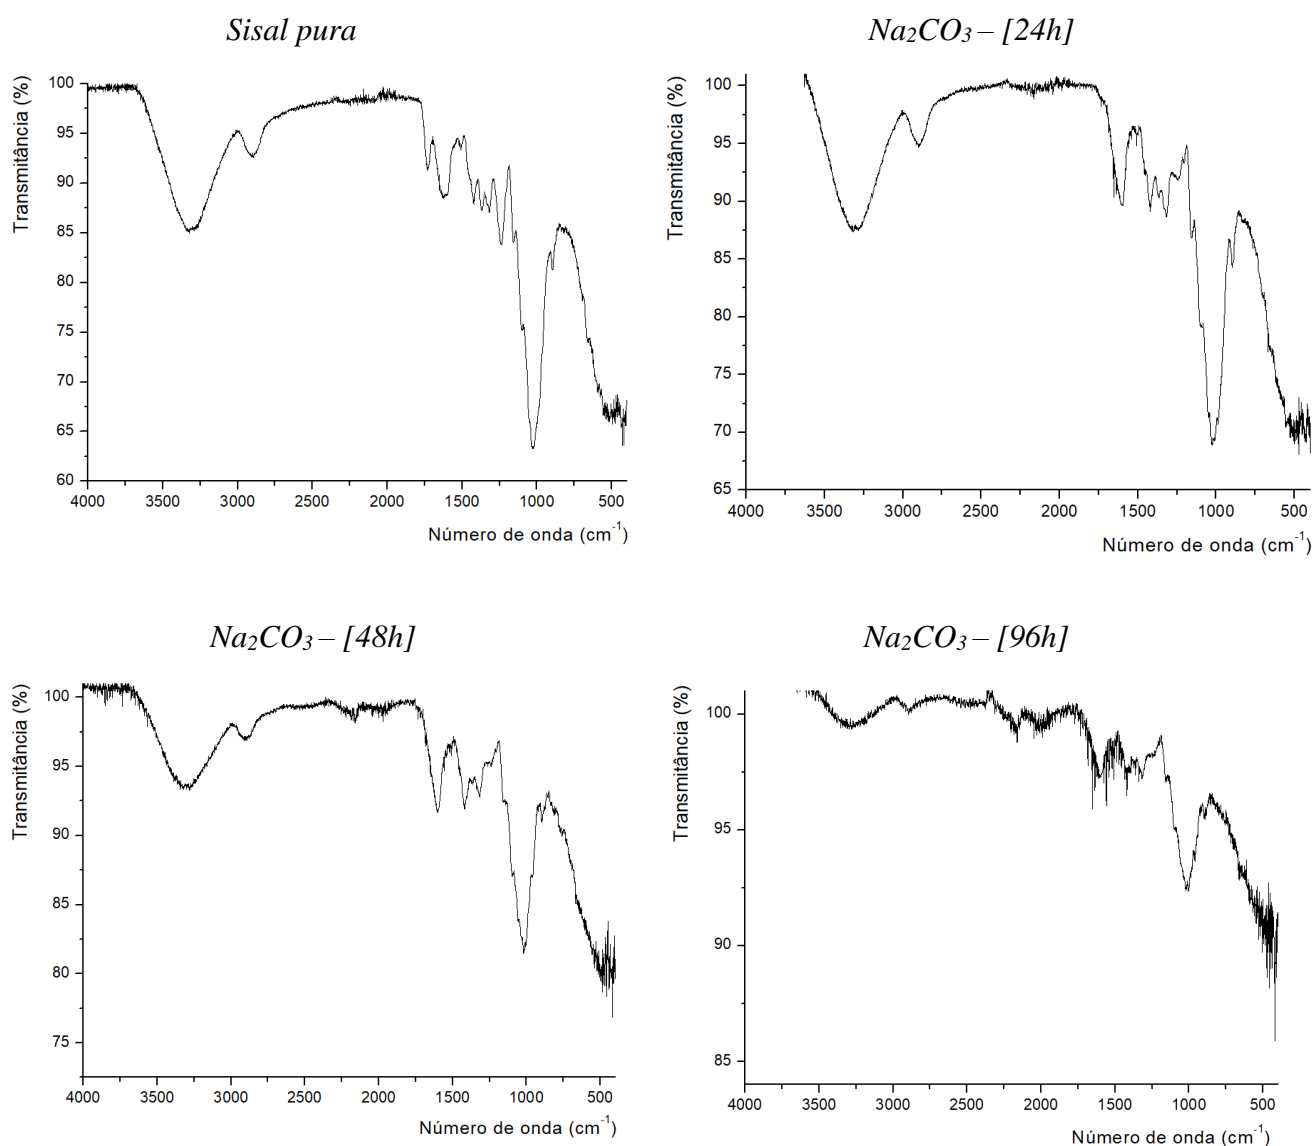 Sisal pura
Transmitância (%)
100
95
90
85
80
75
70
65
60
4000 3500 3000 2500 2000 1500 1000 500
Número de onda (cm⁻¹)
Na₂CO₃ – [24h]
Transmitância (%)
100
95
90
85
80
75
70
65
4000 3500 3000 2500 2000 1500 1000 500
Número de onda (cm⁻¹)
Na₂CO₃ – [48h]
Transmitância (%)
100
95
90
85
80
75
4000 3500 3000 2500 2000 1500 1000 500
Número de onda (cm⁻¹)
Na₂CO₃ – [96h]
Transmitância (%)
100
95
90
85
4000 3500 3000 2500 2000 1500 1000 500
Número de onda (cm⁻¹)